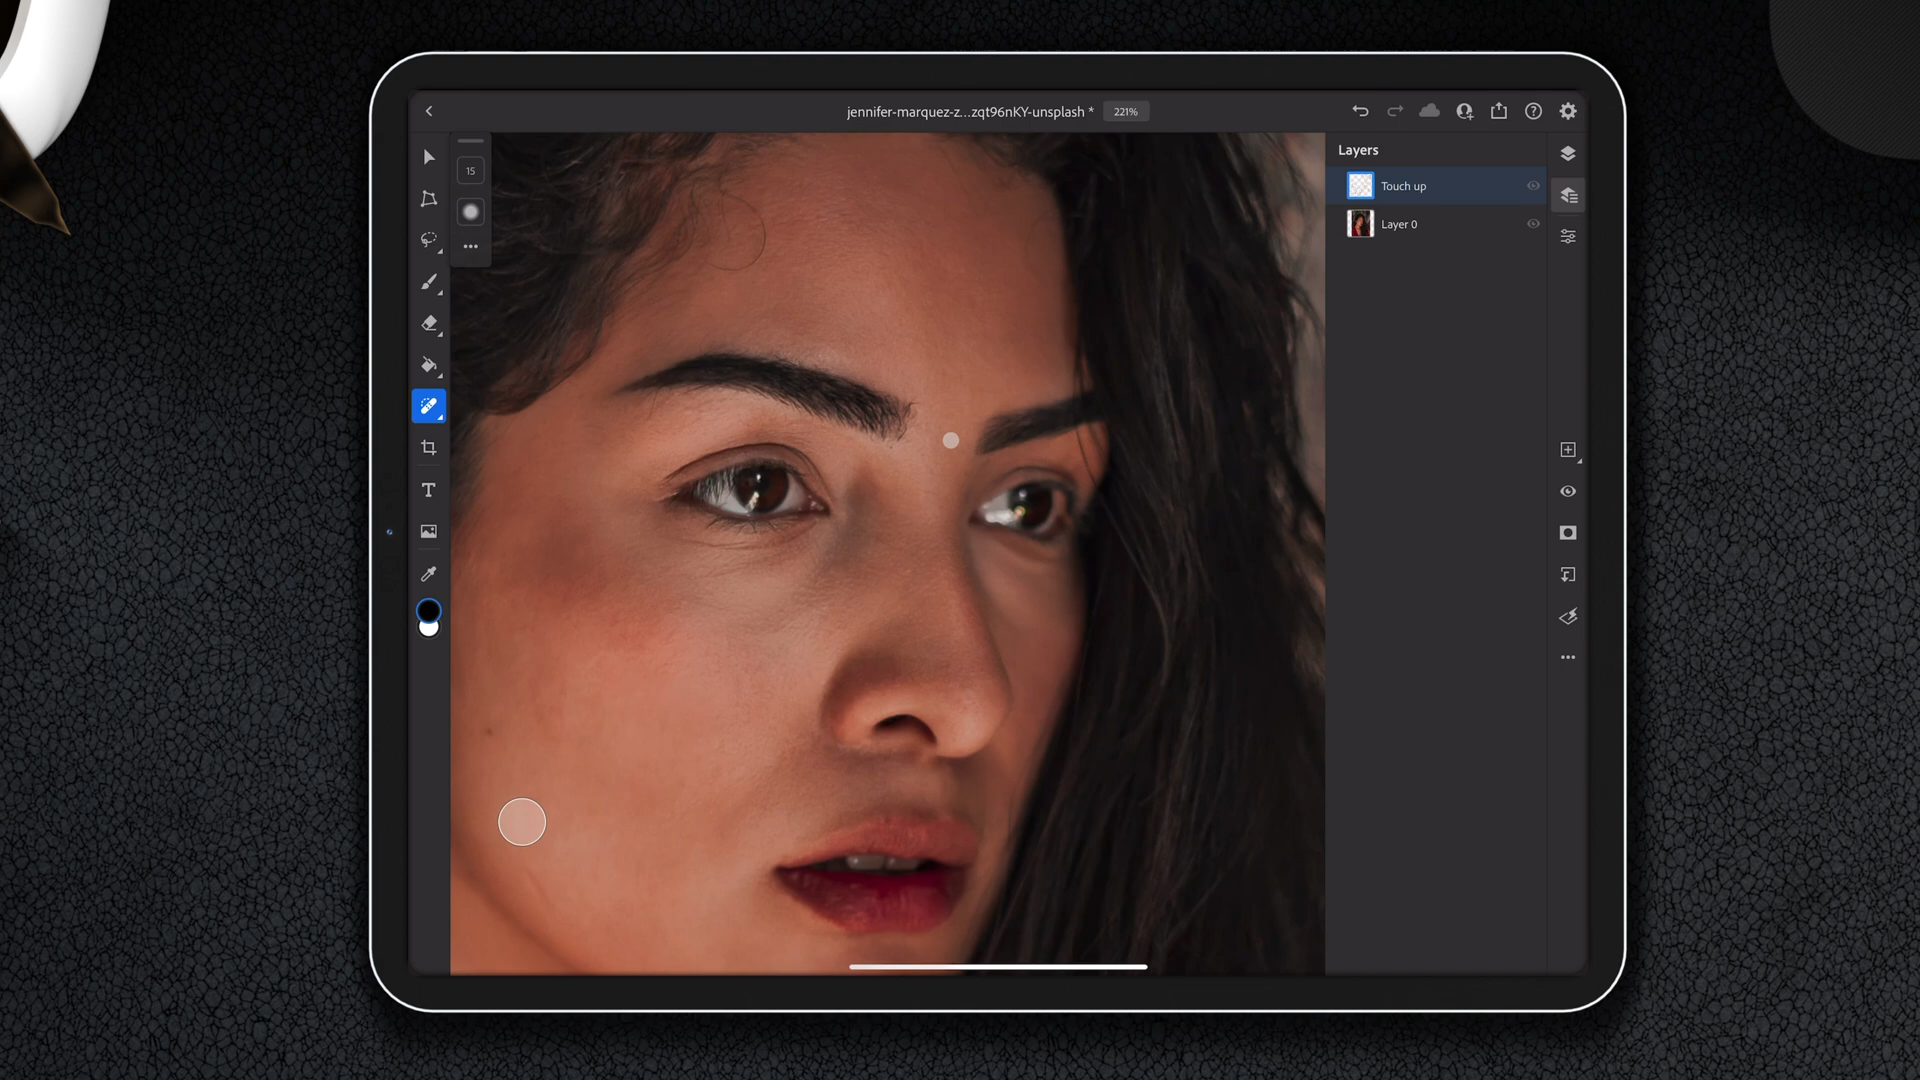 jennifer-marquez-z...zqt96nKY-unsplash *
221%
15
Layers
Touch up
Layer 0
T